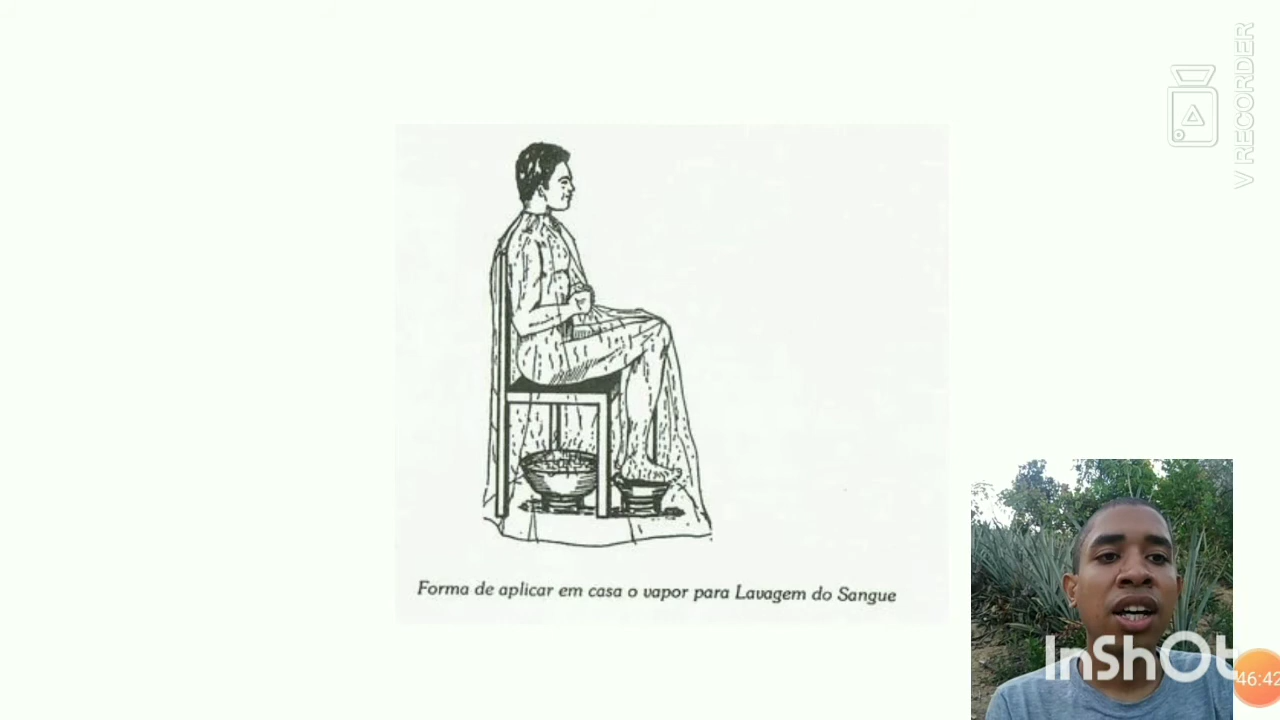 V RECORDER
Forma de aplicar em casa o vapor para Lavagem do Sangue
InShOt
46:42